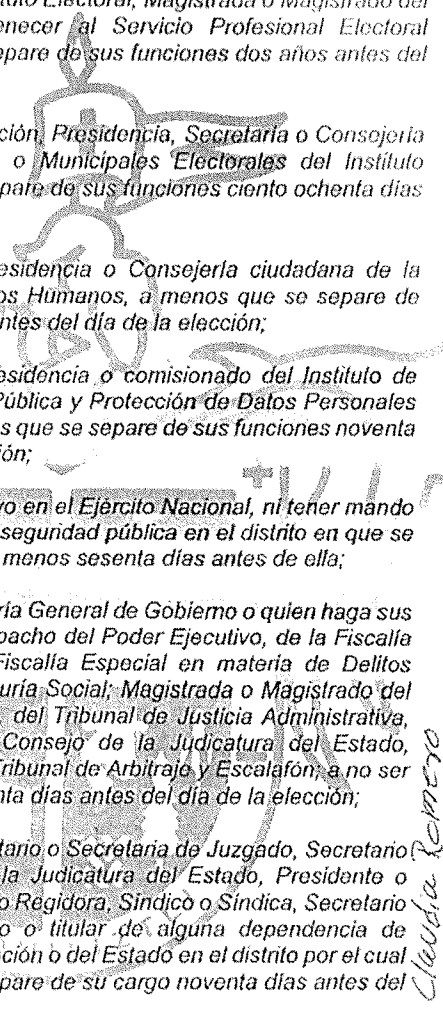 tituto Electoral, Magistrada o Magistrado del
enecer al Servicio Profesional Electoral
epare de sus funciones dos años antes del
ción, Presidencia, Secretaría o Consejería
o Municipales Electorales del Instituto
pare de sus funciones ciento ochenta días
esidencia o Consejería ciudadana de la
os Humanos, a menos que se separe de
ntes del día de la elección;
esidencia o comisionado del Instituto de
Pública y Protección de Datos Personales
s que se separe de sus funciones noventa
ión;
vo en el Ejército Nacional, ni tener mando
seguridad pública en el distrito en que se
menos sesenta días antes de ella;
ría General de Gobierno o quien haga sus
pacho del Poder Ejecutivo, de la Fiscalía
Fiscalía Especial en materia de Delitos
uría Social; Magistrada o Magistrado del
del Tribunal de Justicia Administrativa,
Consejo de la Judicatura del Estado,
Tribunal de Arbitraje y Escalafón; a no ser
nta días antes del día de la elección;
tario o Secretaria de Juzgado, Secretario
la Judicatura del Estado, Presidente o
o Regidora, Síndico o Síndica, Secretario
o o titular de alguna dependencia de
ción o del Estado en el distrito por el cual
pare de su cargo noventa días antes del
Claudia Romero